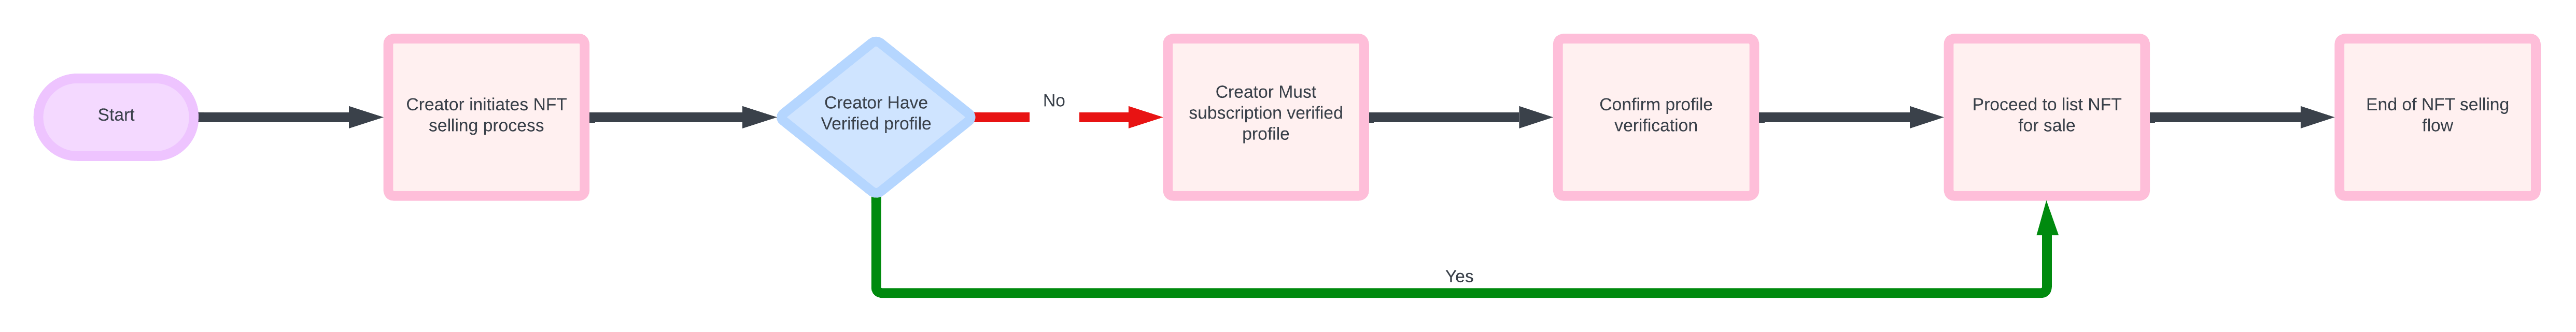 Start
Creator initiates NFT
selling process
Creator Have
Verified profile
No
Creator Must
subscription verified
profile
Confirm profile
verification
Proceed to list NFT
for sale
End of NFT selling
flow
Yes